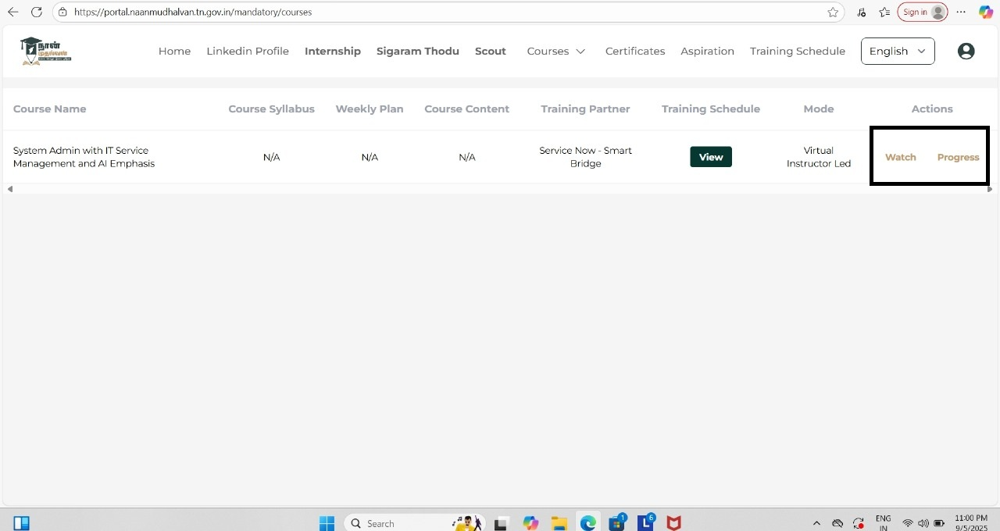 https://portal.naanmudhalvan.tn.gov.in/mandatory/courses
Sign in
நான்
முதல்வன்
Home Linkedin Profile Internship Sigaram Thodu Scout Courses Certificates Aspiration Training Schedule English
Course Name Course Syllabus Weekly Plan Course Content Training Partner Training Schedule Mode Actions
System Admin with IT Service
Management and AI Emphasis
N/A N/A N/A
Service Now - Smart
Bridge
View
Virtual
Instructor Led
Watch Progress
Search
1
L 6
ENG
IN
11:00 PM
9/5/2025